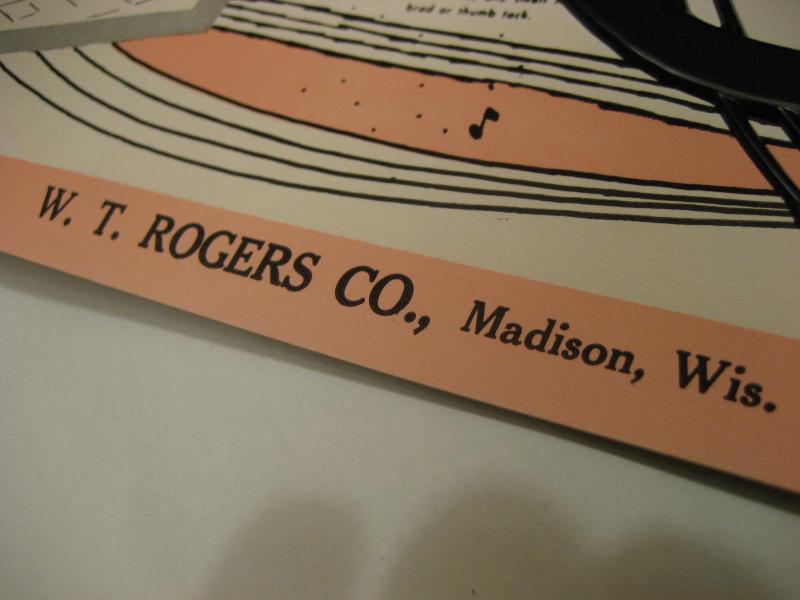 brad or thumb tack.
W. T. ROGERS CO., Madison, Wis.